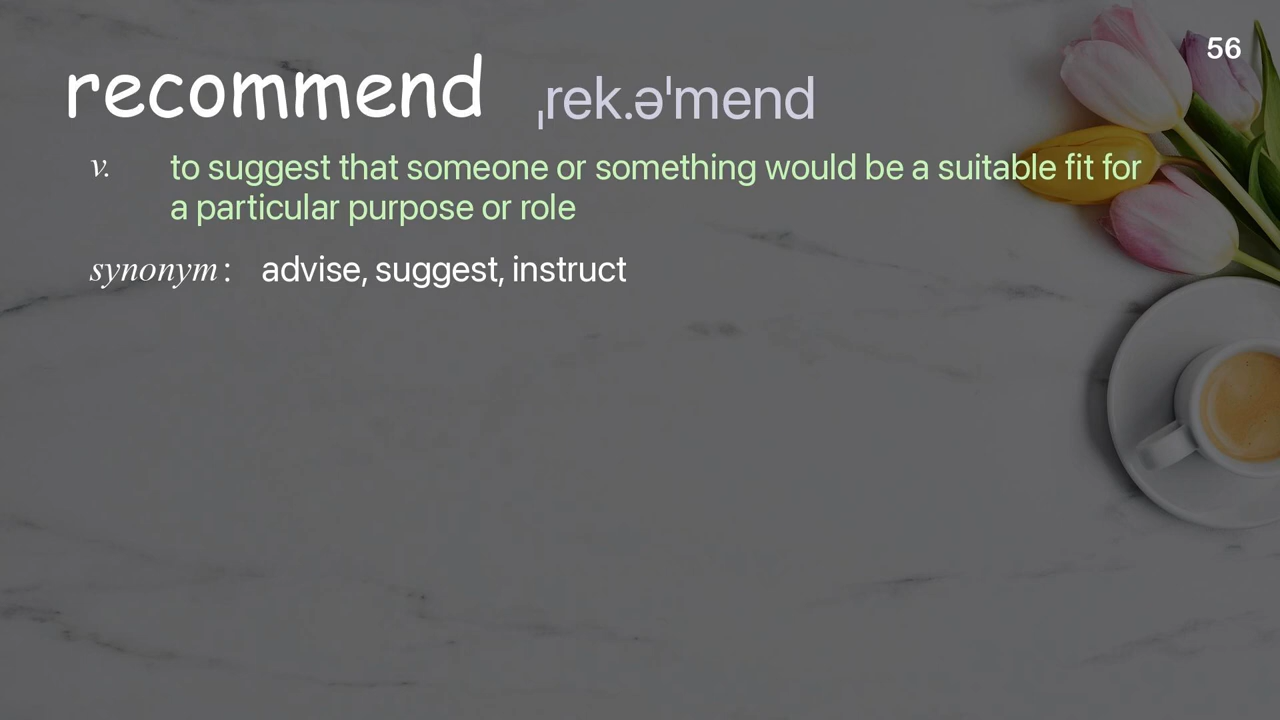 56
recommend ˌrek.əˈmend
v. to suggest that someone or something would be a suitable fit for
a particular purpose or role
synonym : advise, suggest, instruct